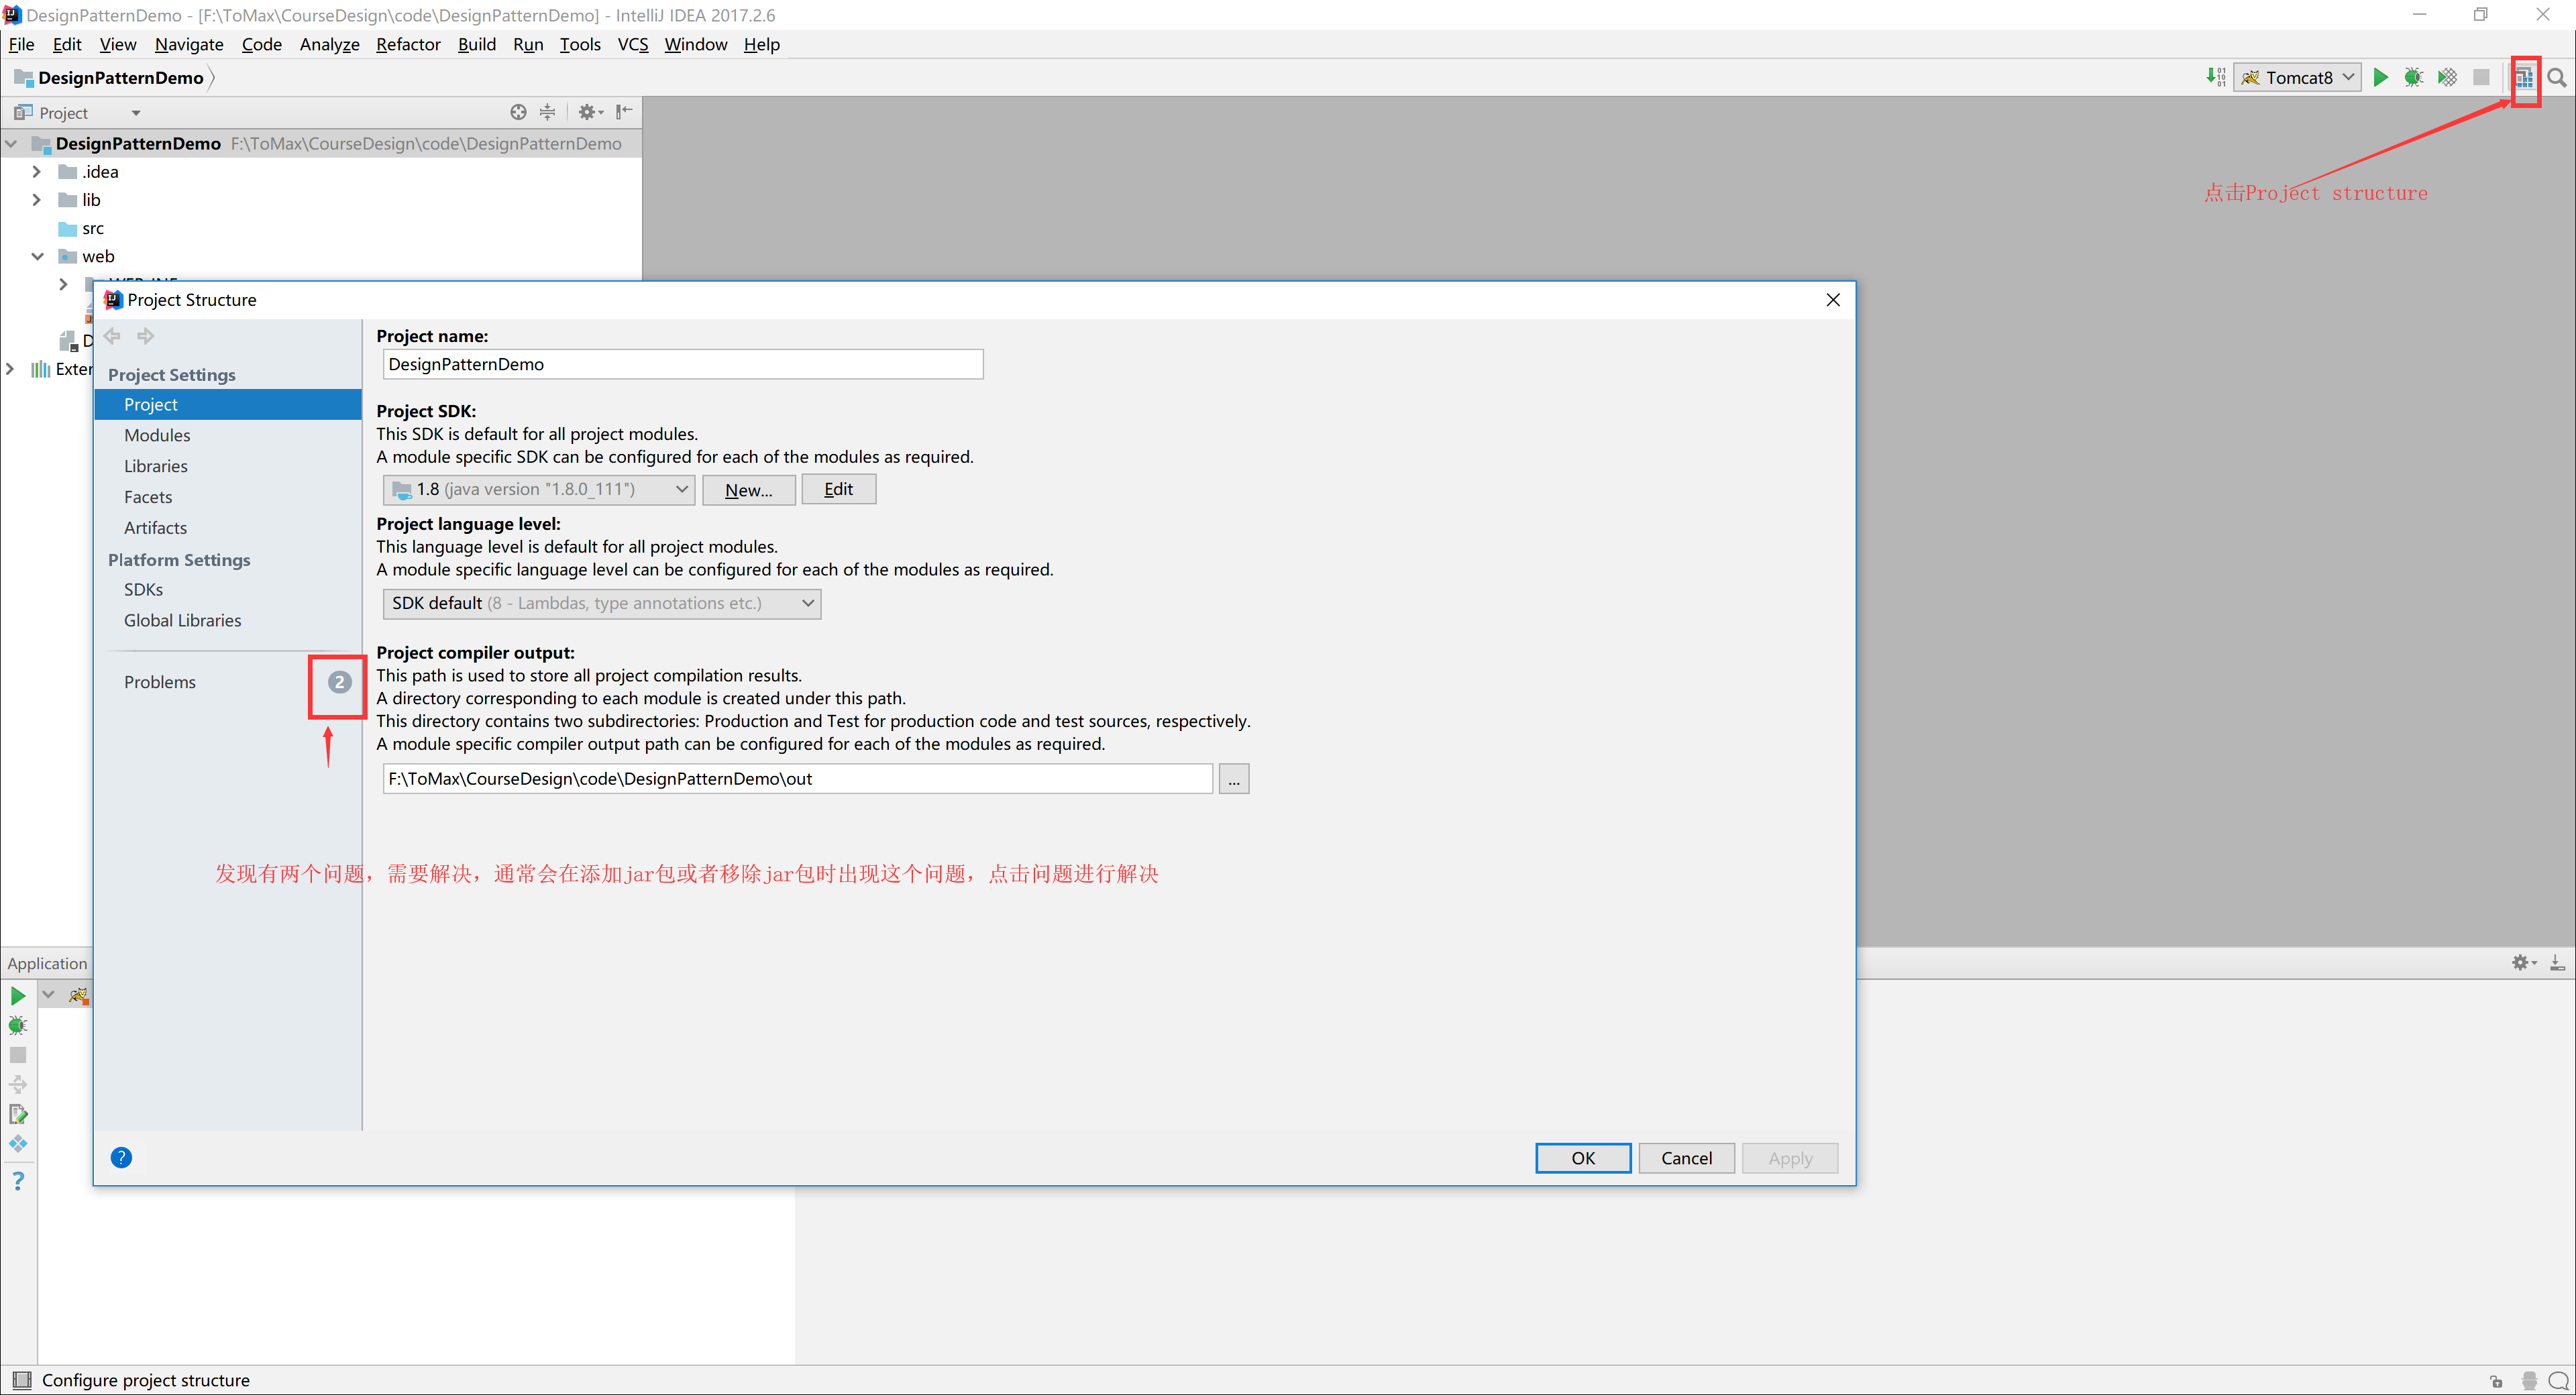 DesignPatternDemo - [F:\ToMax\CourseDesign\code\DesignPatternDemo] - IntelliJ IDEA 2017.2.6
File Edit View Navigate Code Analyze Refactor Build Run Tools VCS Window Help
DesignPatternDemo
Tomcat8
Project
DesignPatternDemo F:\ToMax\CourseDesign\code\DesignPatternDemo
.idea
点击Project structure
lib
src
web
Project Structure
Project name:
DesignPatternDemo
Exter
Project Settings
Project
Modules
Libraries
Facets
Artifacts
Platform Settings
SDKs
Global Libraries
Problems 2
Project SDK:
This SDK is default for all project modules.
A module specific SDK can be configured for each of the modules as required.
1.8 (java version "1.8.0_111") New... Edit
Project language level:
This language level is default for all project modules.
A module specific language level can be configured for each of the modules as required.
SDK default (8 - Lambdas, type annotations etc.)
Project compiler output:
This path is used to store all project compilation results.
A directory corresponding to each module is created under this path.
This directory contains two subdirectories: Production and Test for production code and test sources, respectively.
A module specific compiler output path can be configured for each of the modules as required.
F:\ToMax\CourseDesign\code\DesignPatternDemo\out ...
发现有两个问题，需要解决，通常会在添加jar包或者移除jar包时出现这个问题，点击问题进行解决
Application
? OK Cancel Apply
?
Configure project structure